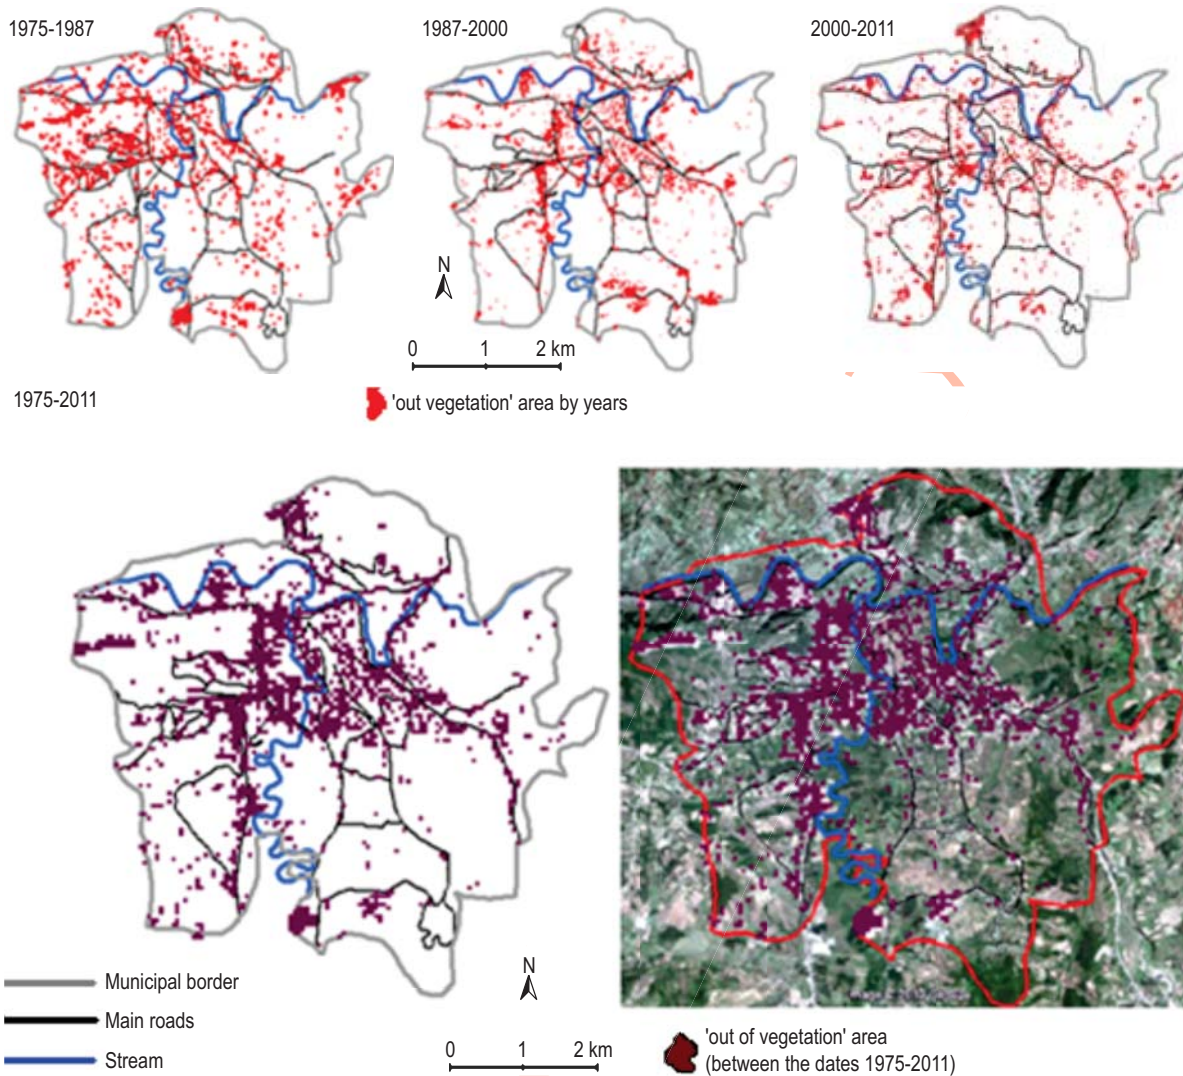 1975-1987
1987-2000
2000-2011
N
0 1 2 km
1975-2011
'out vegetation' area by years
Municipal border
Main roads
Stream
N
0 1 2 km
'out of vegetation' area
(between the dates 1975-2011)